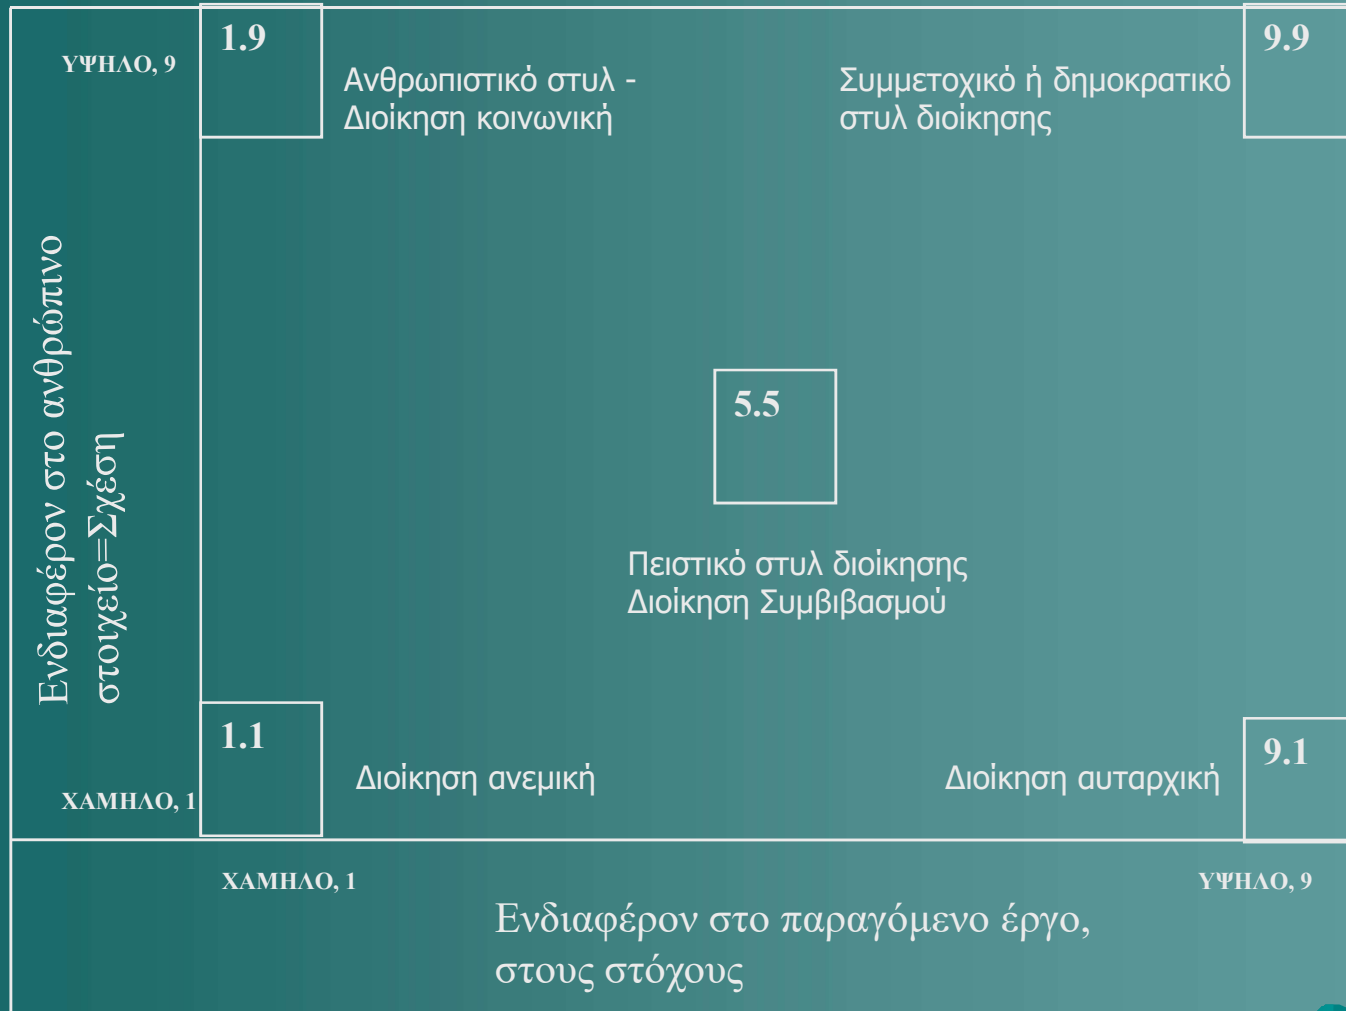 1.9
9.9
ΥΨΗΛΟ, 9
Ανθρωπιστικό στυλ -
Διοίκηση κοινωνική
Συμμετοχικό ή δημοκρατικό
στυλ διοίκησης
Ενδιαφέρον στο ανθρώπινο
στοιχείο=Σχέση
5.5
Πειστικό στυλ διοίκησης
Διοίκηση Συμβιβασμού
1.1
9.1
Διοίκηση ανεμική
Διοίκηση αυταρχική
ΧΑΜΗΛΟ, 1
ΧΑΜΗΛΟ, 1
ΥΨΗΛΟ, 9
Ενδιαφέρον στο παραγόμενο έργο,
στους στόχους